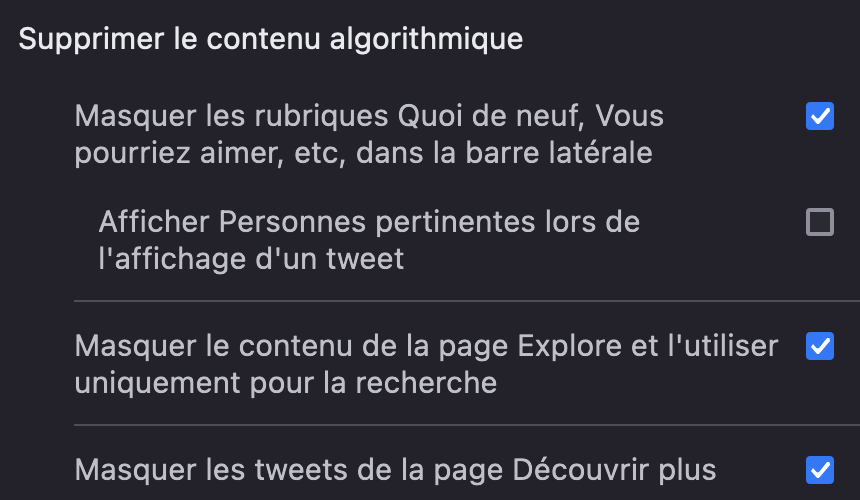 Supprimer le contenu algorithmique
Masquer les rubriques Quoi de neuf, Vous
pourriez aimer, etc, dans la barre latérale
Afficher Personnes pertinentes lors de
l'affichage d'un tweet
Masquer le contenu de la page Explore et l'utiliser
uniquement pour la recherche
Masquer les tweets de la page Découvrir plus